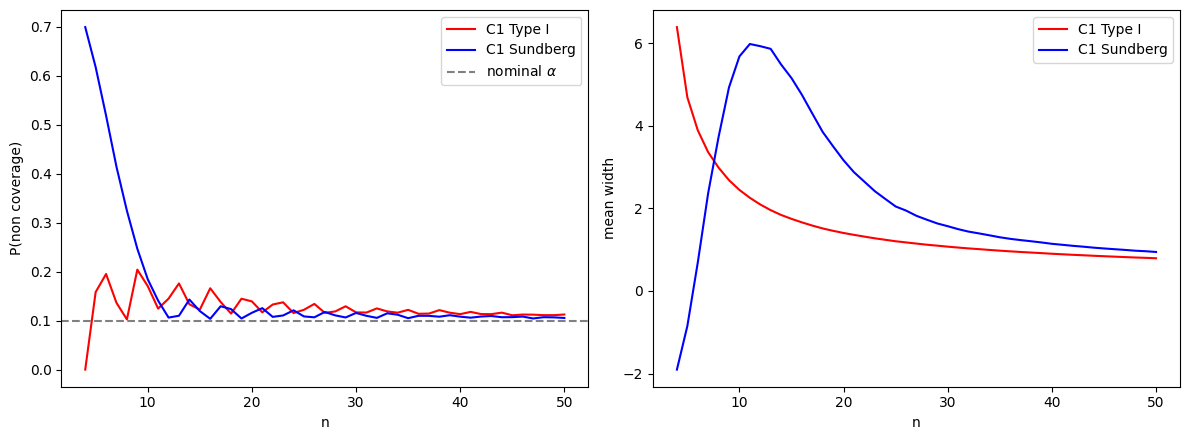 0.7
0.6
0.5
0.4
0.3
0.2
0.1
0.0
P(non coverage)
10
20
30
40
50
n
C1 Type I
C1 Sundberg
nominal α
6
4
2
0
−2
mean width
10
20
30
40
50
n
C1 Type I
C1 Sundberg